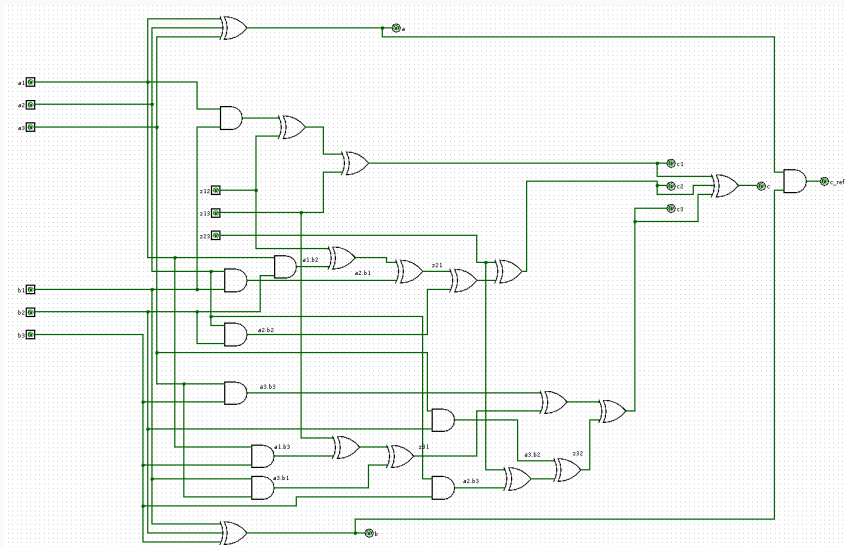 a
a1
a2
a3
c1
z12
c2
c
c_ref
z13
c3
z23
a1.b2
z21
a2.b1
b1
b2
a2.b2
b3
a3.b3
a1.b3
z31
a3.b2
z32
a3.b1
a2.b3
b